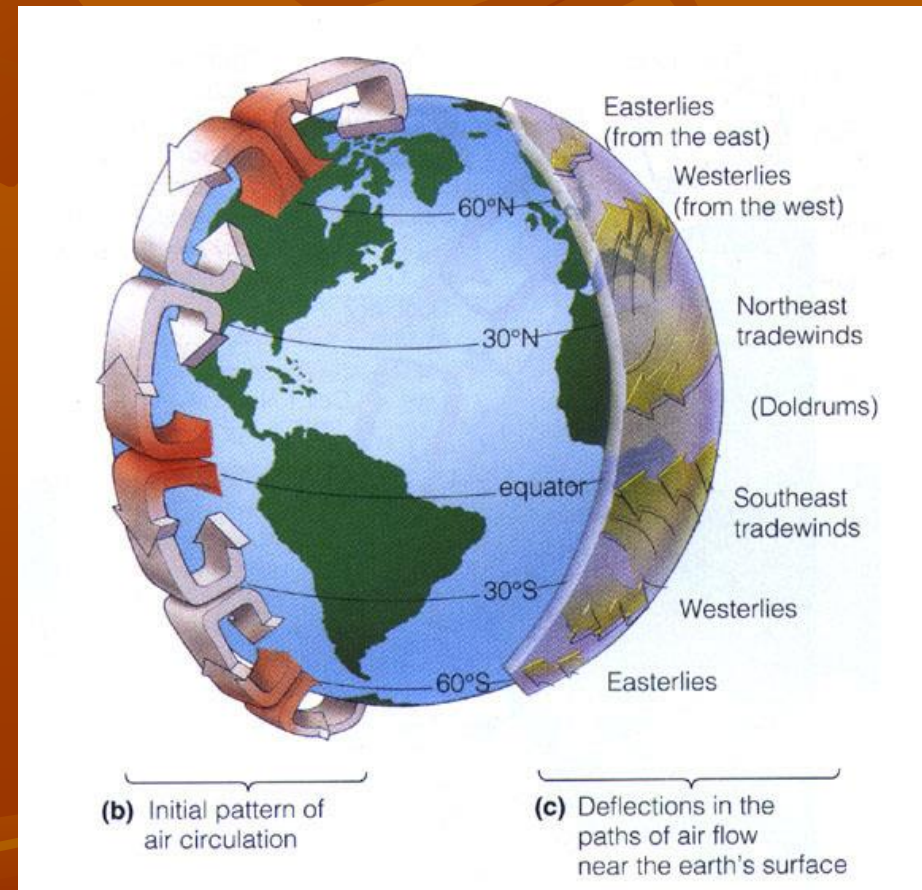 Easterlies
(from the east)
Westerlies
(from the west)
60°N
Northeast
tradewinds
30°N
(Doldrums)
equator
Southeast
tradewinds
30°S
Westerlies
60°S
Easterlies
(b) Initial pattern of
air circulation
(c) Deflections in the
paths of air flow
near the earth's surface